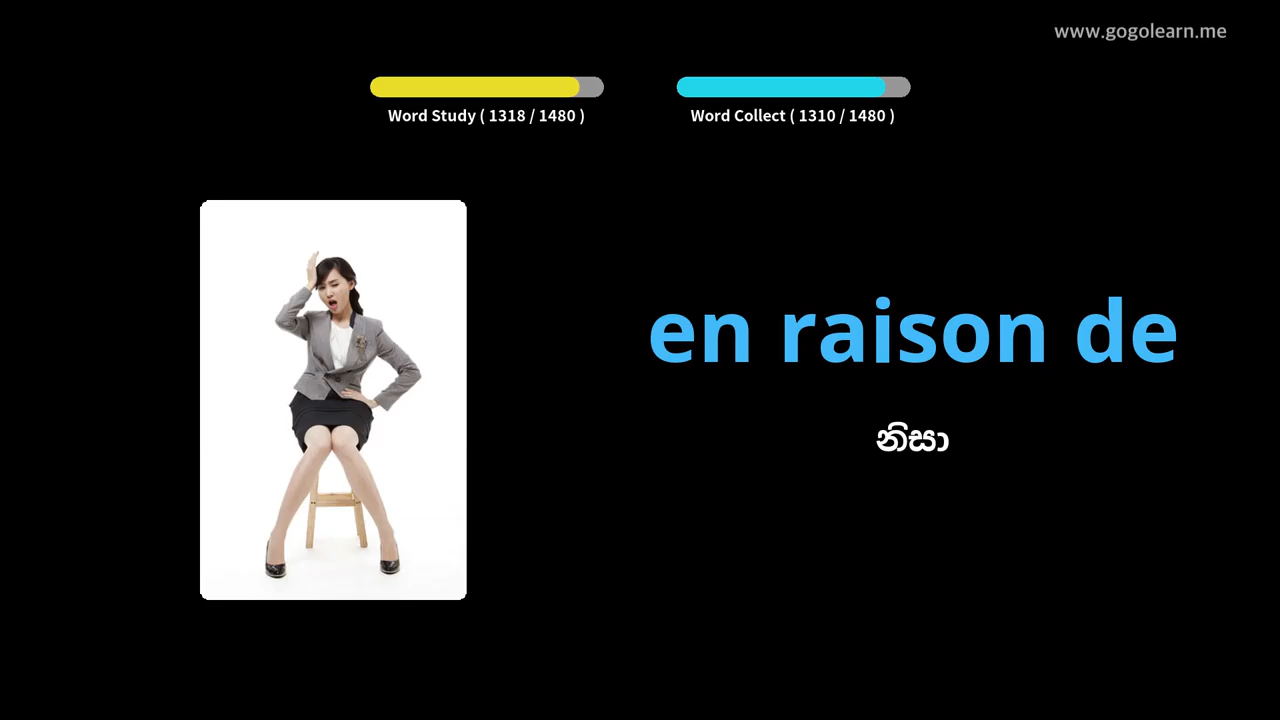 www.gogolearn.me
Word Study ( 1318 / 1480 )
Word Collect ( 1310 / 1480 )
en raison de
නිසා